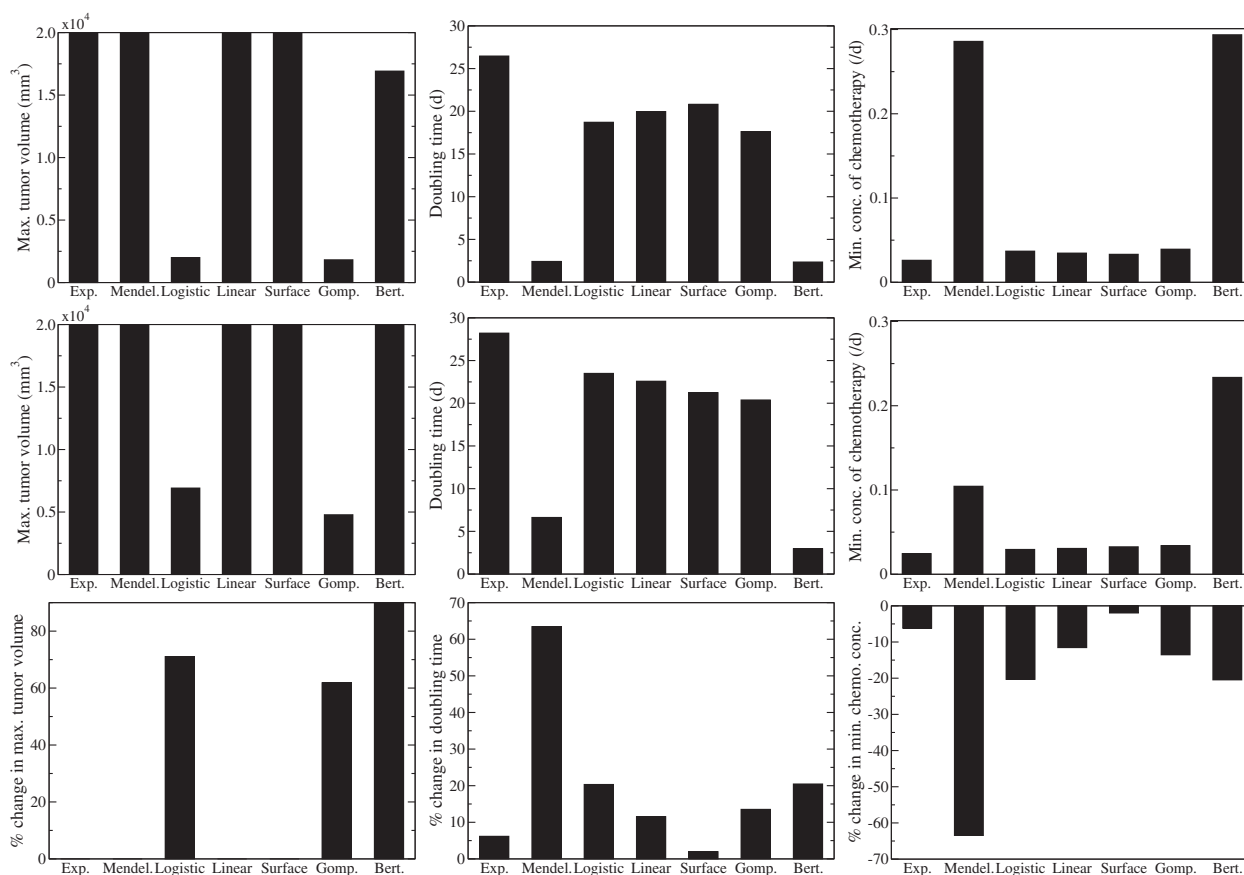 x10^4
Max. tumor volume (mm^3)
2.0
1.5
1.0
0.5
0.0
Exp. Mendel. Logistic Linear Surface Gomp. Bert.
Doubling time (d)
30
25
20
15
10
5
0
Exp. Mendel. Logistic Linear Surface Gomp. Bert.
Min. conc. of chemotherapy (/d)
0.3
0.2
0.1
0
Exp. Mendel. Logistic Linear Surface Gomp. Bert.
x10^4
Max. tumor volume (mm^3)
2.0
1.5
1.0
0.5
0.0
Exp. Mendel. Logistic Linear Surface Gomp. Bert.
Doubling time (d)
30
25
20
15
10
5
0
Exp. Mendel. Logistic Linear Surface Gomp. Bert.
Min. conc. of chemotherapy (/d)
0.3
0.2
0.1
0
Exp. Mendel. Logistic Linear Surface Gomp. Bert.
% change in max. tumor volume
80
60
40
20
0
Exp. Mendel. Logistic Linear Surface Gomp. Bert.
% change in doubling time
70
60
50
40
30
20
10
0
Exp. Mendel. Logistic Linear Surface Gomp. Bert.
% change in min. chemo. conc.
0
-10
-20
-30
-40
-50
-60
-70
Exp. Mendel. Logistic Linear Surface Gomp. Bert.